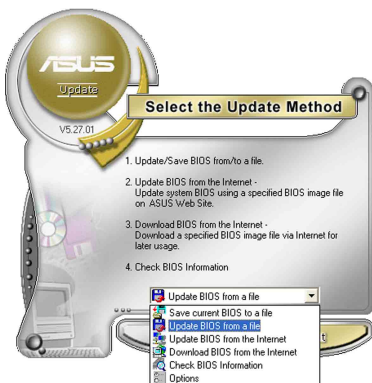 ASUS
Update
V5.27.01
Select the Update Method
1. Update/Save BIOS from/to a file.
2. Update BIOS from the Internet -
Update system BIOS using a specified BIOS image file
on ASUS Web Site.
3. Download BIOS from the Internet -
Download a specified BIOS image file via Internet for
later usage.
4. Check BIOS Information
Update BIOS from a file
Save current BIOS to a file
Update BIOS from a file
Update BIOS from the Internet
Download BIOS from the Internet
Check BIOS Information
Options